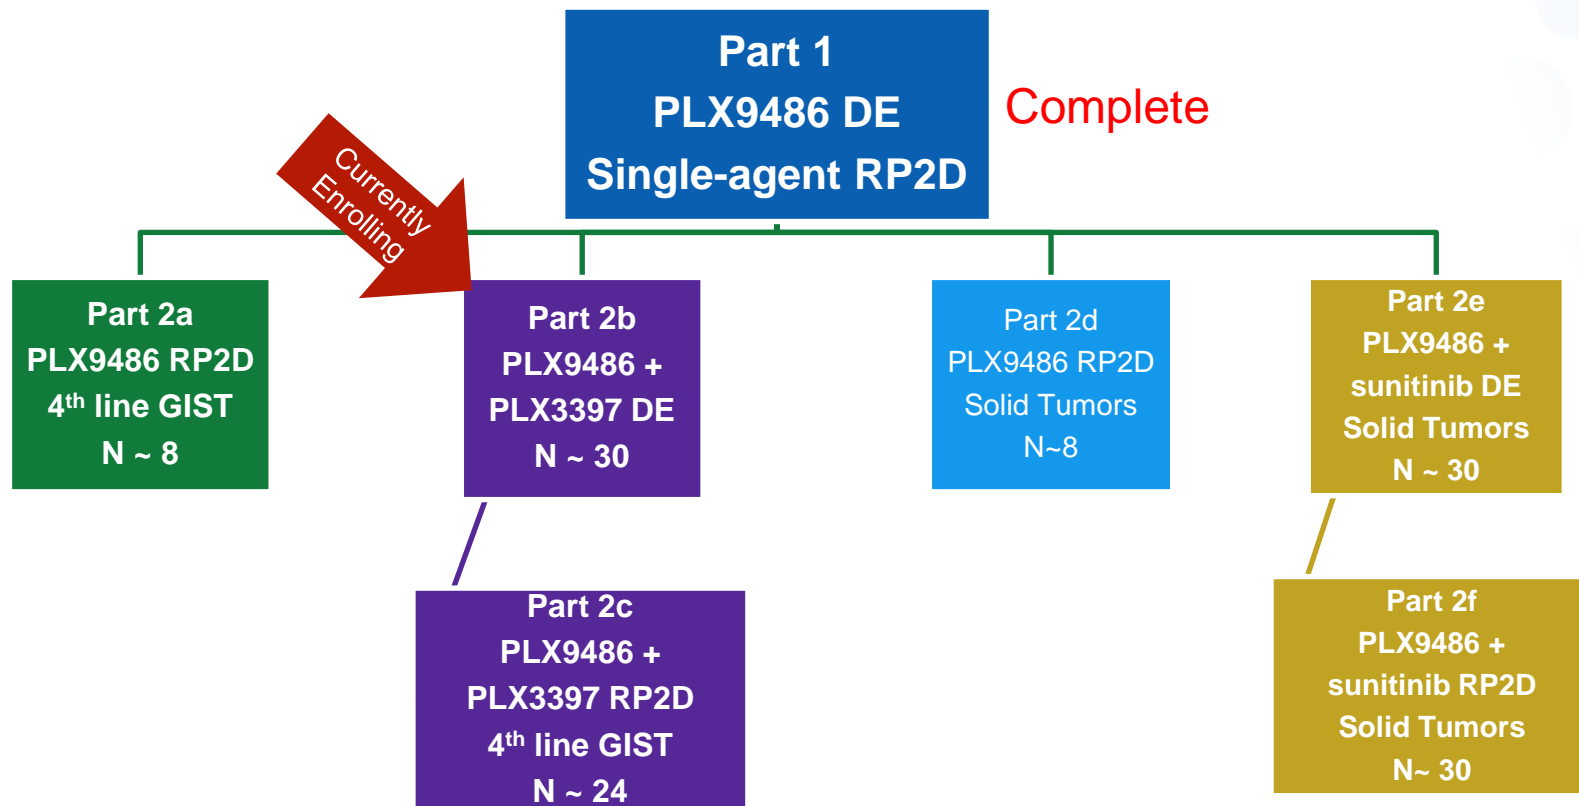 Part 1
PLX9486 DE
Single-agent RP2D
Complete
Currently
Enrolling
Part 2a
PLX9486 RP2D
4th line GIST
N ~ 8
Part 2b
PLX9486 +
PLX3397 DE
N ~ 30
Part 2d
PLX9486 RP2D
Solid Tumors
N~8
Part 2e
PLX9486 +
sunitinib DE
Solid Tumors
N ~ 30
Part 2c
PLX9486 +
PLX3397 RP2D
4th line GIST
N ~ 24
Part 2f
PLX9486 +
sunitinib RP2D
Solid Tumors
N~ 30